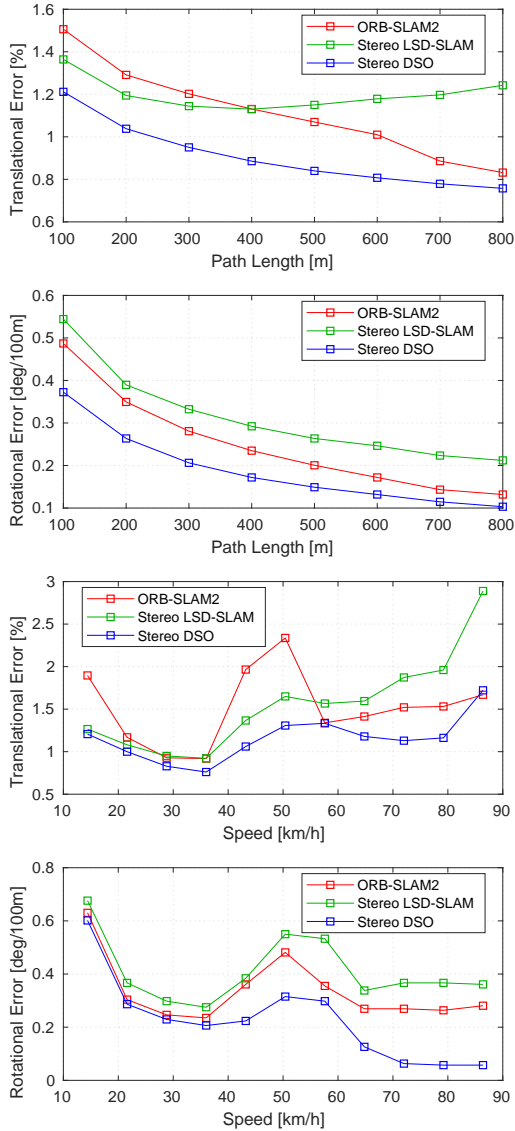 1.6
1.4
1.2
1
0.8
0.6
Translational Error [%]
ORB-SLAM2
Stereo LSD-SLAM
Stereo DSO
100 200 300 400 500 600 700 800
Path Length [m]
0.6
0.5
0.4
0.3
0.2
0.1
Rotational Error [deg/100m]
ORB-SLAM2
Stereo LSD-SLAM
Stereo DSO
100 200 300 400 500 600 700 800
Path Length [m]
3
2.5
2
1.5
1
0.5
Translational Error [%]
ORB-SLAM2
Stereo LSD-SLAM
Stereo DSO
10 20 30 40 50 60 70 80 90
Speed [km/h]
0.8
0.6
0.4
0.2
0
Rotational Error [deg/100m]
ORB-SLAM2
Stereo LSD-SLAM
Stereo DSO
10 20 30 40 50 60 70 80 90
Speed [km/h]